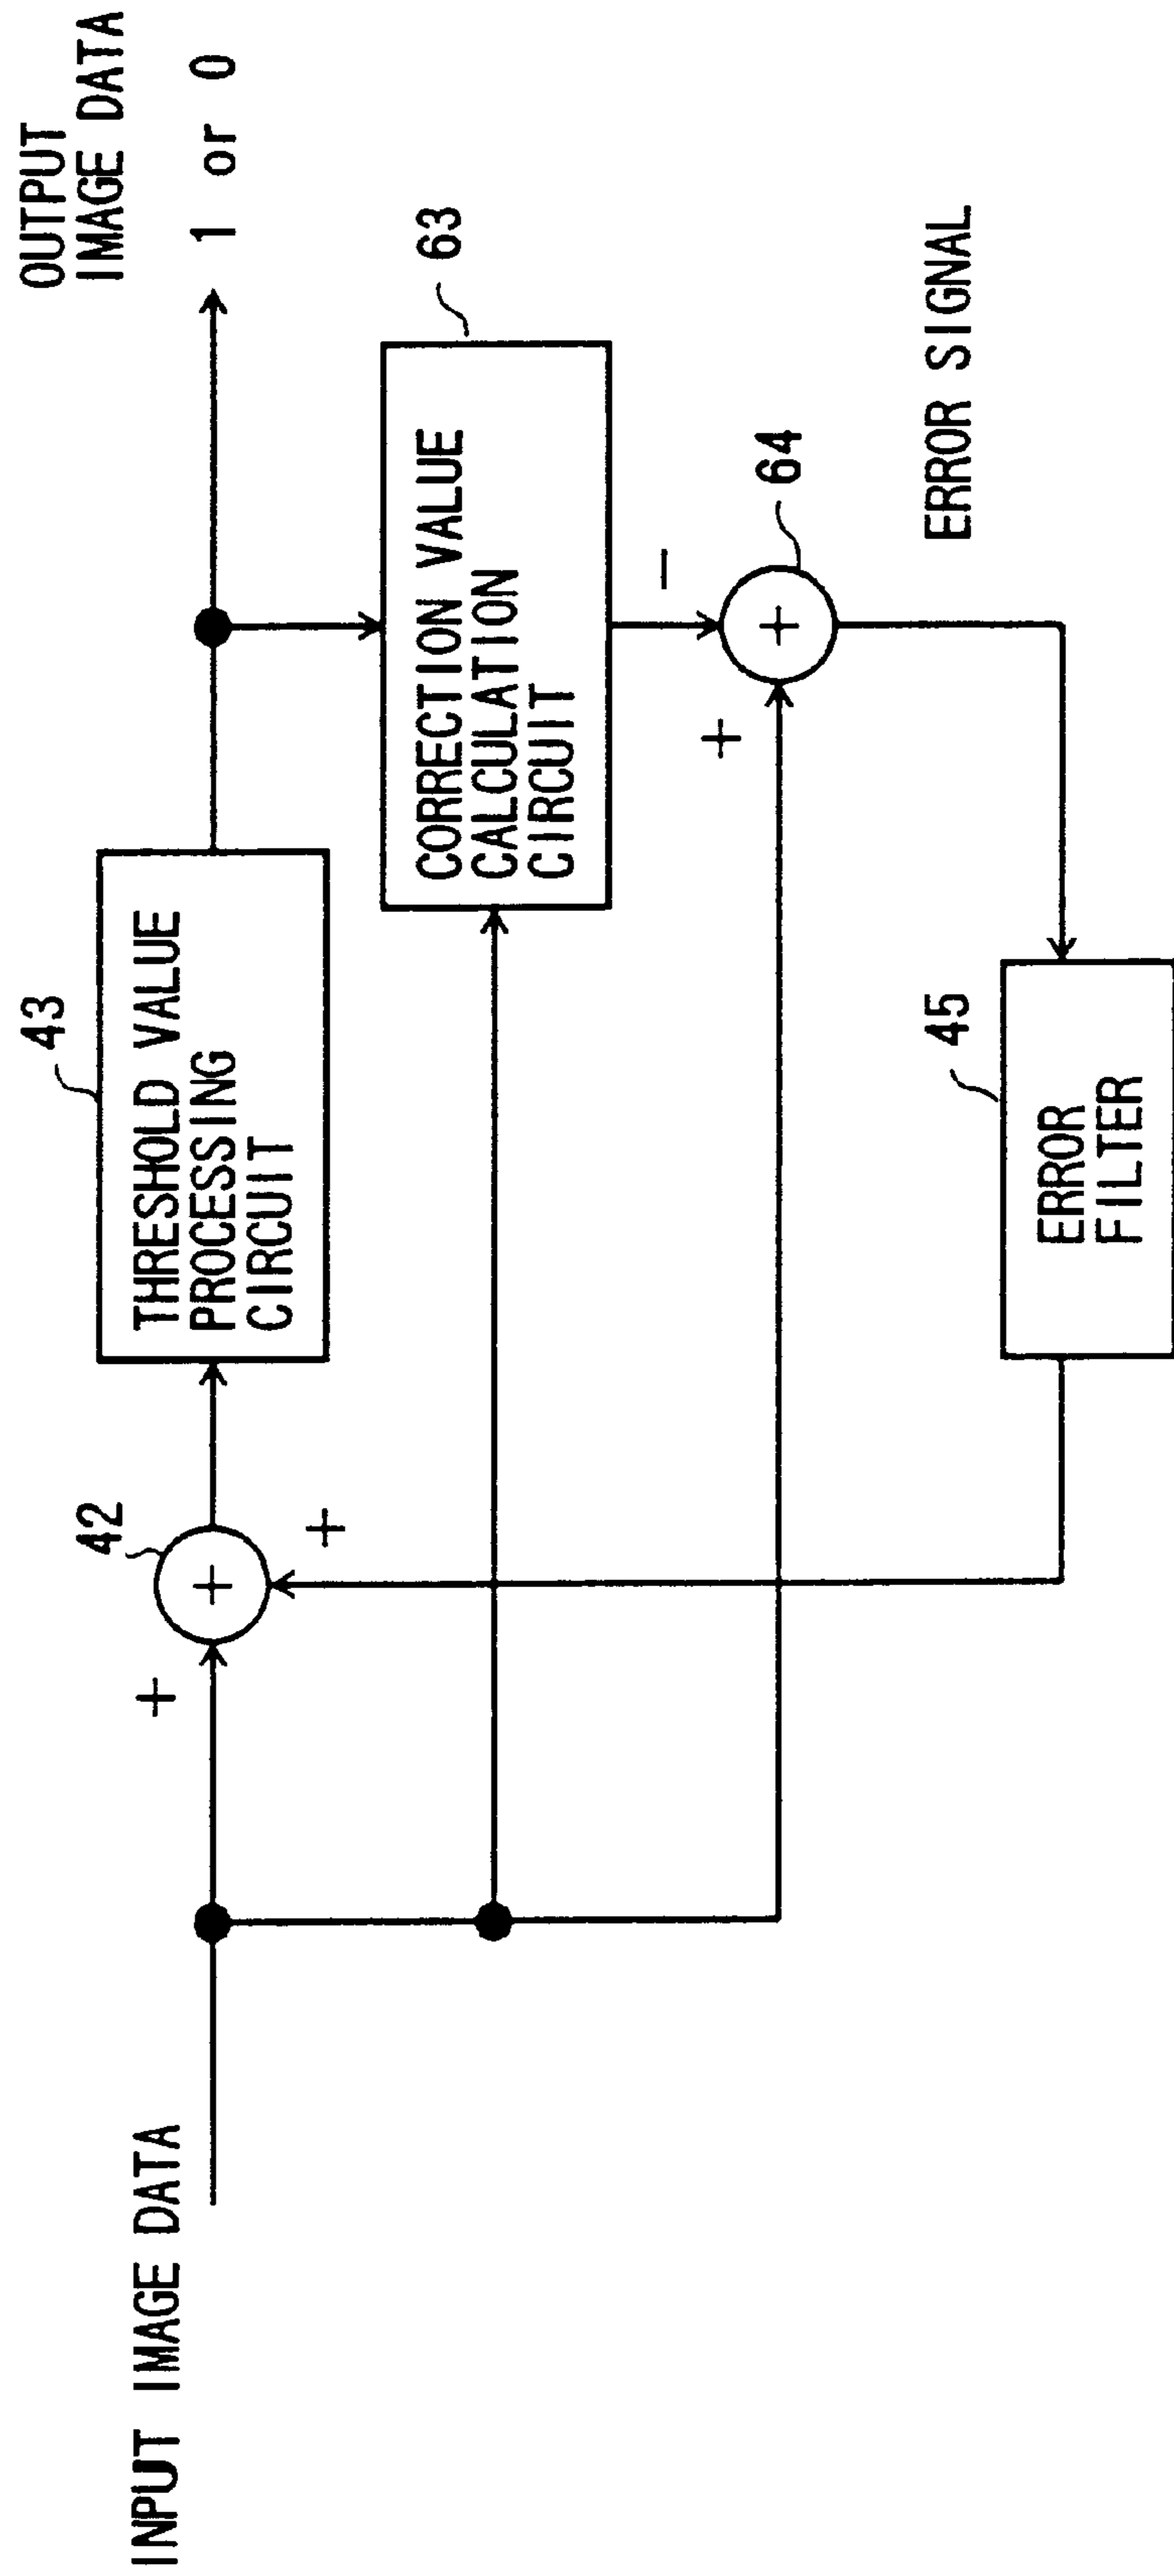 OUTPUT
IMAGE DATA
1 or 0
43
THRESHOLD VALUE
PROCESSING
CIRCUIT
42
+
+
+
INPUT IMAGE DATA
63
CORRECTION VALUE
CALCULATION
CIRCUIT
−
+
+
64
ERROR SIGNAL
45
ERROR
FILTER